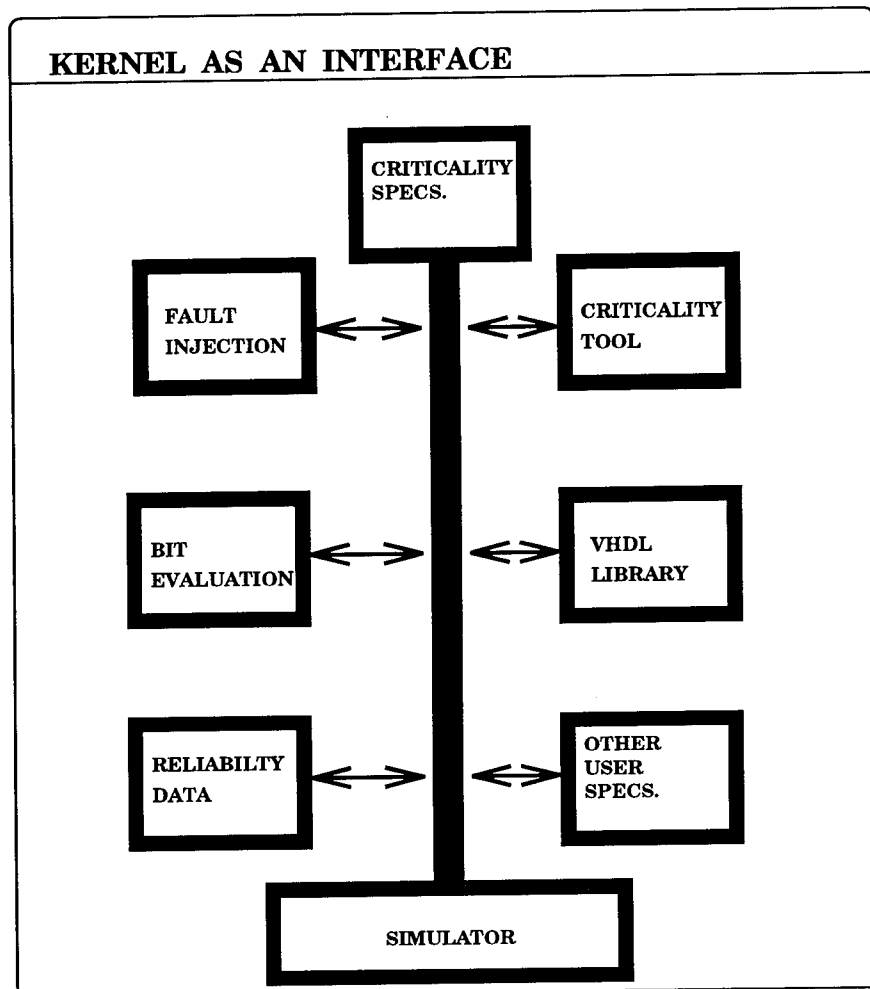 KERNEL AS AN INTERFACE
CRITICALITY
SPECS.
FAULT
INJECTION
CRITICALITY
TOOL
BIT
EVALUATION
VHDL
LIBRARY
RELIABILTY
DATA
OTHER
USER
SPECS.
SIMULATOR